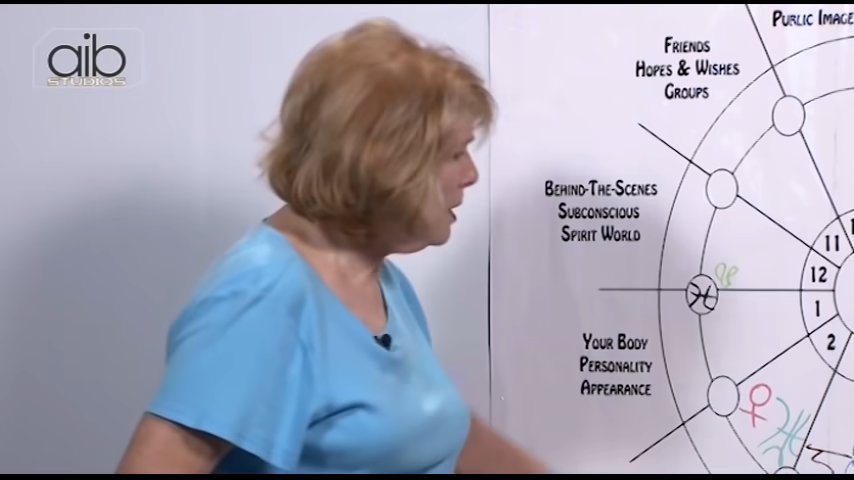 aib
STUDIOS
PUBLIC IMAGE
FRIENDS
HOPES & WISHES
GROUPS
BEHIND-THE-SCENES
SUBCONSCIOUS
SPIRIT WORLD
11
12
1
2
YOUR BODY
PERSONALITY
APPEARANCE